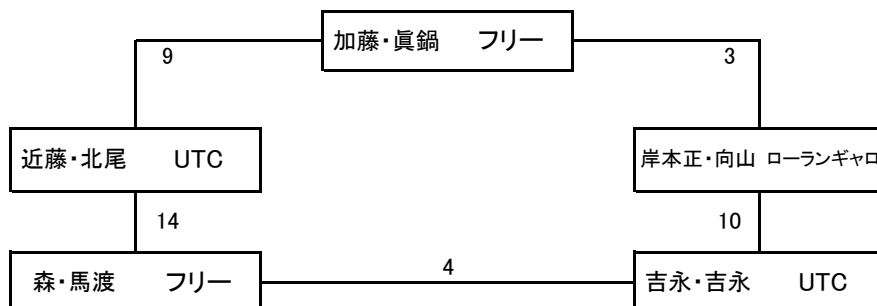 加藤・眞鍋 フリー
9 3
近藤・北尾 UTC
岸本正・向山 ローランギャロ
14 10
森・馬渡 フリー
4
吉永・吉永 UTC